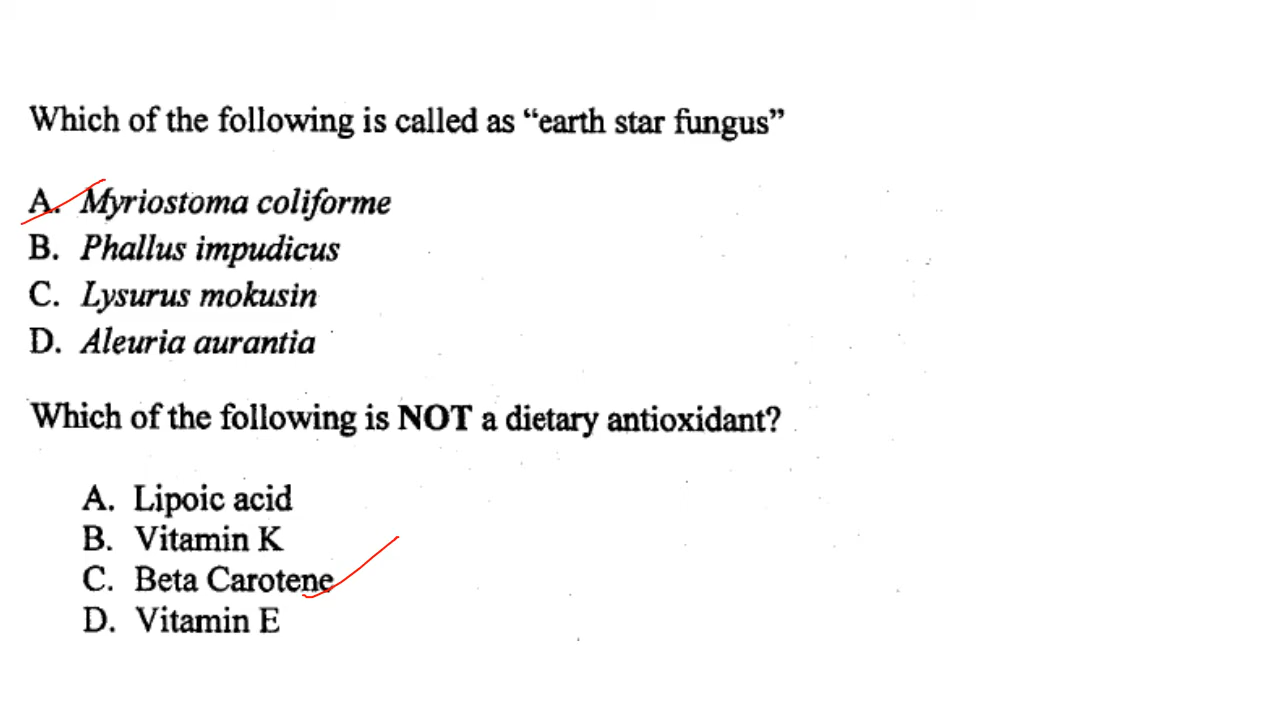 Which of the following is called as “earth star fungus”
A. Myriostoma coliforme
B. Phallus impudicus
C. Lysurus mokusin
D. Aleuria aurantia
Which of the following is NOT a dietary antioxidant?
A. Lipoic acid
B. Vitamin K
C. Beta Carotene
D. Vitamin E